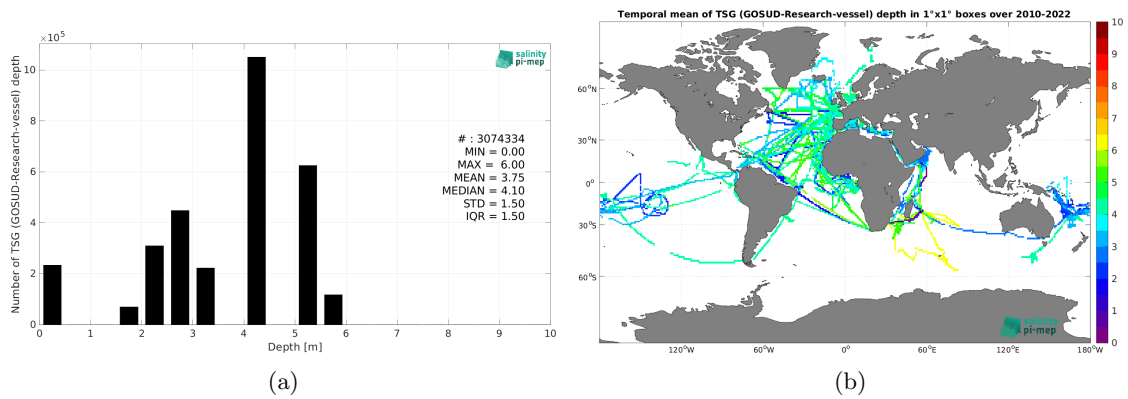 ×10⁵
10
8
6
4
2
0
Number of TSG (GOSUD-Research-vessel) depth
salinity
pi-mep
# : 3074334
MIN = 0.00
MAX = 6.00
MEAN = 3.75
MEDIAN = 4.10
STD = 1.50
IQR = 1.50
0 1 2 3 4 5 6 7 8 9 10
Depth [m]
(a)
Temporal mean of TSG (GOSUD-Research-vessel) depth in 1°x1° boxes over 2010-2022
60°N
30°N
0°
30°S
60°S
120°W 60°W 0° 60°E 120°E 180°W
salinity
pi-mep
10
9
8
7
6
5
4
3
2
1
0
(b)